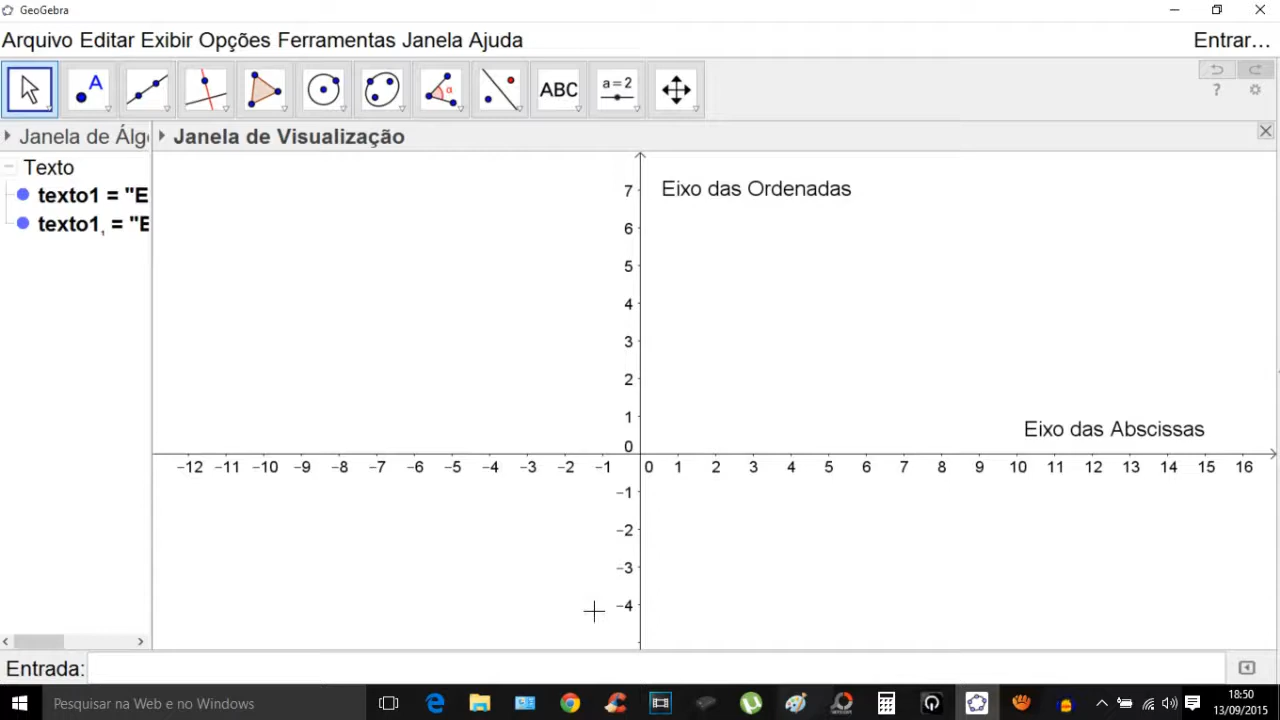 GeoGebra
Arquivo Editar Exibir Opções Ferramentas Janela Ajuda
Entrar...
A
α
ABC
a=2
?
Janela de Álg
Janela de Visualização
Texto
texto1 = "E
texto1, = "E
Eixo das Ordenadas
Eixo das Abscissas
7
6
5
4
3
2
1
0
−12 −11 −10 −9 −8 −7 −6 −5 −4 −3 −2 −1 0 1 2 3 4 5 6 7 8 9 10 11 12 13 14 15 16
−1
−2
−3
−4
Entrada:
Pesquisar na Web e no Windows
18:50
13/09/2015